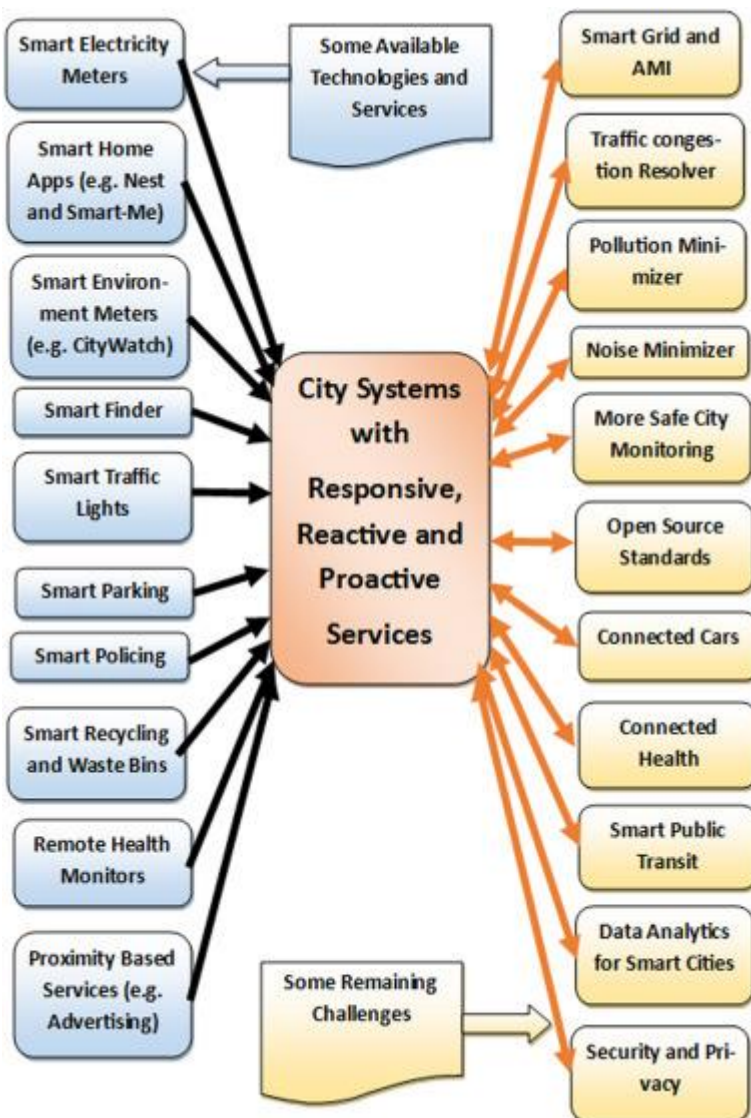 Smart Electricity
Meters
Smart Home
Apps (e.g. Nest
and Smart-Me)
Smart Environ-
ment Meters
(e.g. CityWatch)
Smart Finder
Smart Traffic
Lights
Smart Parking
Smart Policing
Smart Recycling
and Waste Bins
Remote Health
Monitors
Proximity Based
Services (e.g.
Advertising)
Some Available
Technologies and
Services
City Systems
with
Responsive,
Reactive and
Proactive
Services
Some Remaining
Challenges
Smart Grid and
AMI
Traffic conges-
tion Resolver
Pollution Mini-
mizer
Noise Minimizer
More Safe City
Monitoring
Open Source
Standards
Connected Cars
Connected
Health
Smart Public
Transit
Data Analytics
for Smart Cities
Security and Pri-
vacy